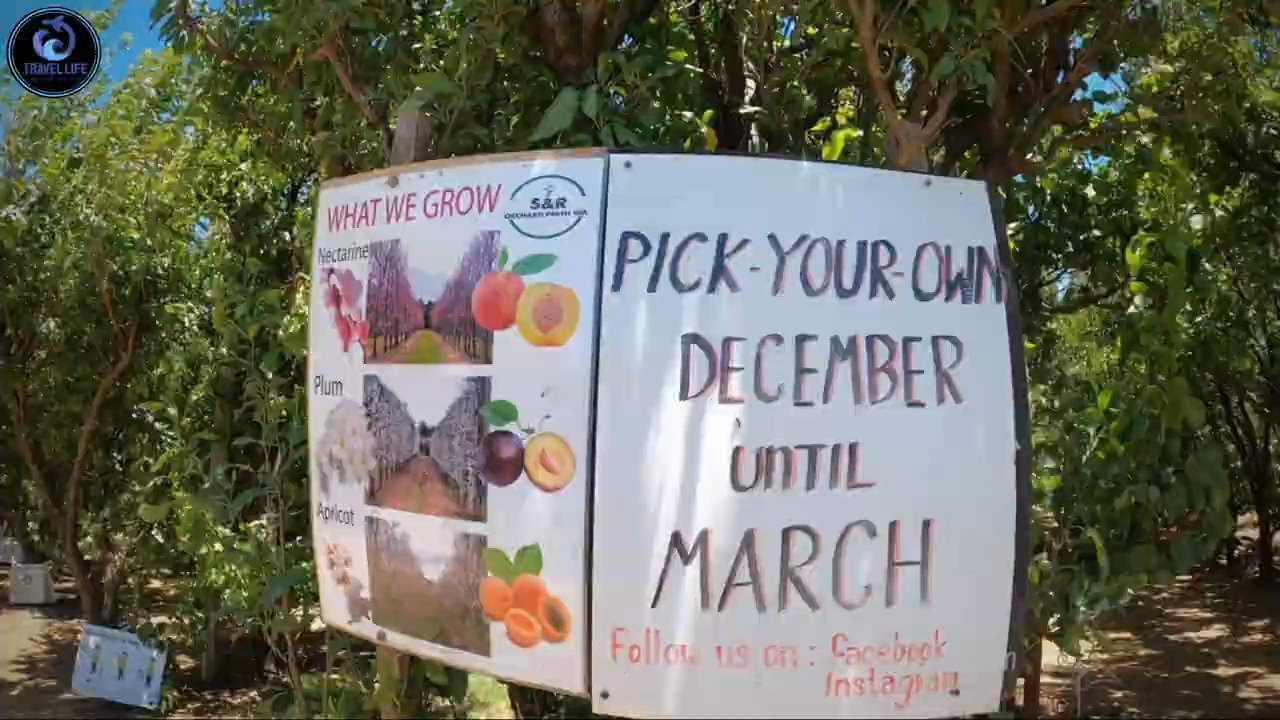 TRAVEL LIFE
WHAT WE GROW
S&R
Nectarine
Plum
Apricot
PICK-YOUR-OWN
DECEMBER
UNTIL
MARCH
Follow us on: Facebook
Instagram